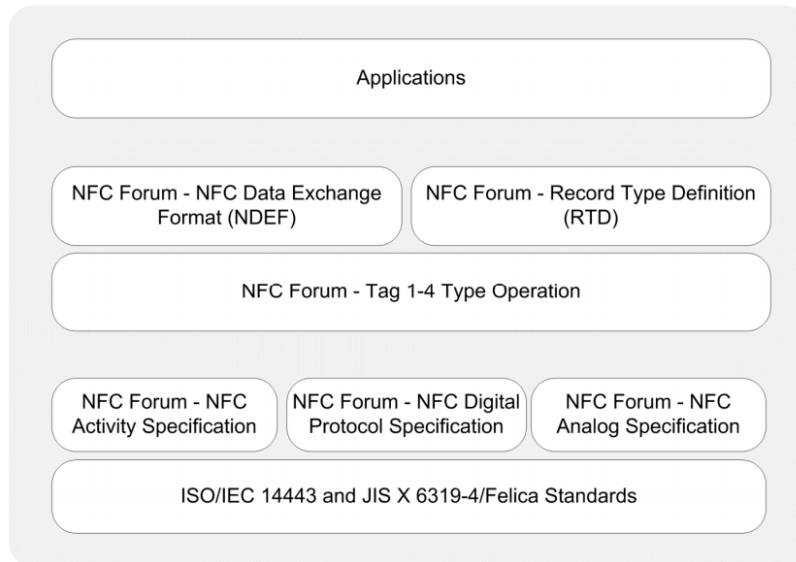 Applications
NFC Forum - NFC Data Exchange
Format (NDEF)
NFC Forum - Record Type Definition
(RTD)
NFC Forum - Tag 1-4 Type Operation
NFC Forum - NFC
Activity Specification
NFC Forum - NFC Digital
Protocol Specification
NFC Forum - NFC
Analog Specification
ISO/IEC 14443 and JIS X 6319-4/Felica Standards